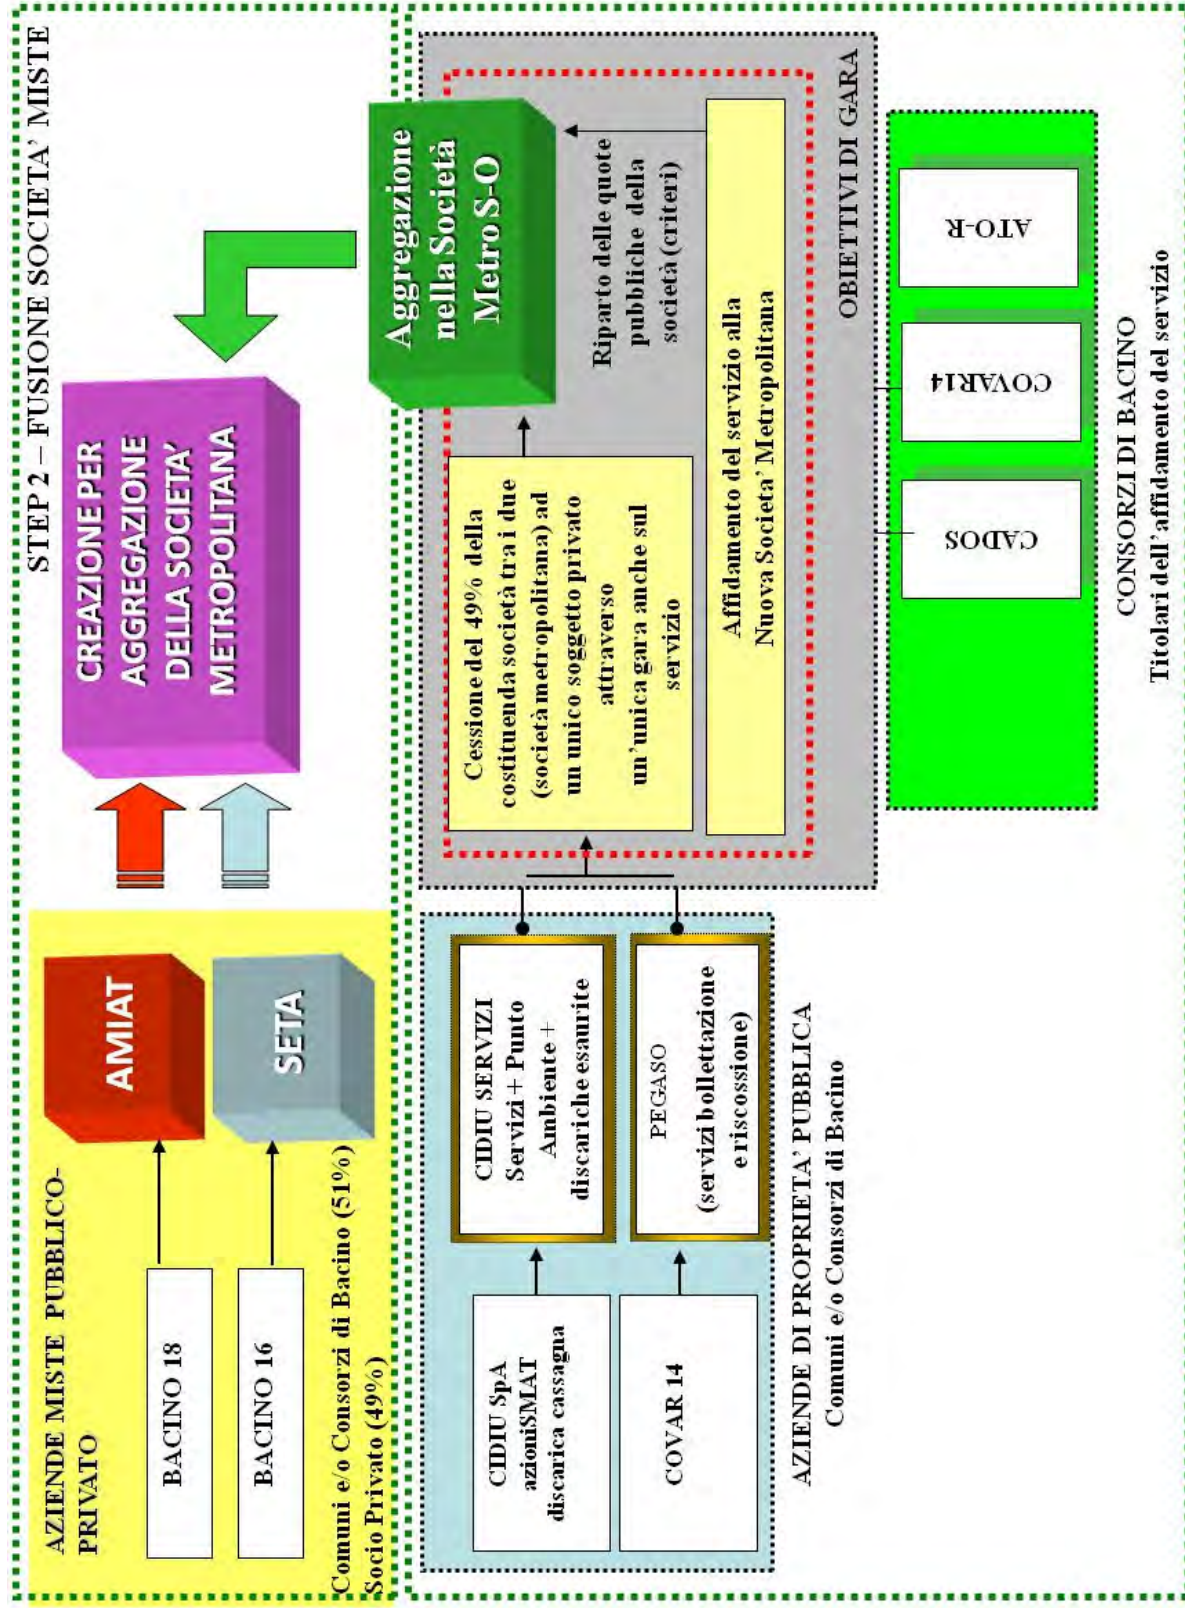 STEP 2 – FUSIONE SOCIETA’ MISTE
AZIENDE MISTE PUBBLICO-
PRIVATO
BACINO 18
BACINO 16
AMIAT
SETA
Comuni e/o Consorzi di Bacino (51%)
Socio Privato (49%)
CREAZIONE PER
AGGREGAZIONE
DELLA SOCIETA’
METROPOLITANA
CIDIU SpA
azioniSMAT
discarica cassagna
COVAR 14
CIDIU SERVIZI
Servizi + Punto
Ambiente +
discariche esaurite
PEGASO
(servizi bollettazione
e riscossione)
AZIENDE DI PROPRIETA’ PUBBLICA
Comuni e/o Consorzi di Bacino
Cessione del 49% della
costituenda società tra i due
(società metropolitana) ad
un unico soggetto privato
attraverso
un’unica gara anche sul
servizio
Aggregazione
nella Società
Metro S-O
Riparto delle quote
pubbliche della
società (criteri)
Affidamento del servizio alla
Nuova Societa’ Metropolitana
OBIETTIVI DI GARA
CADOS
COVAR14
ATO-R
CONSORZI DI BACINO
Titolari dell’affidamento del servizio